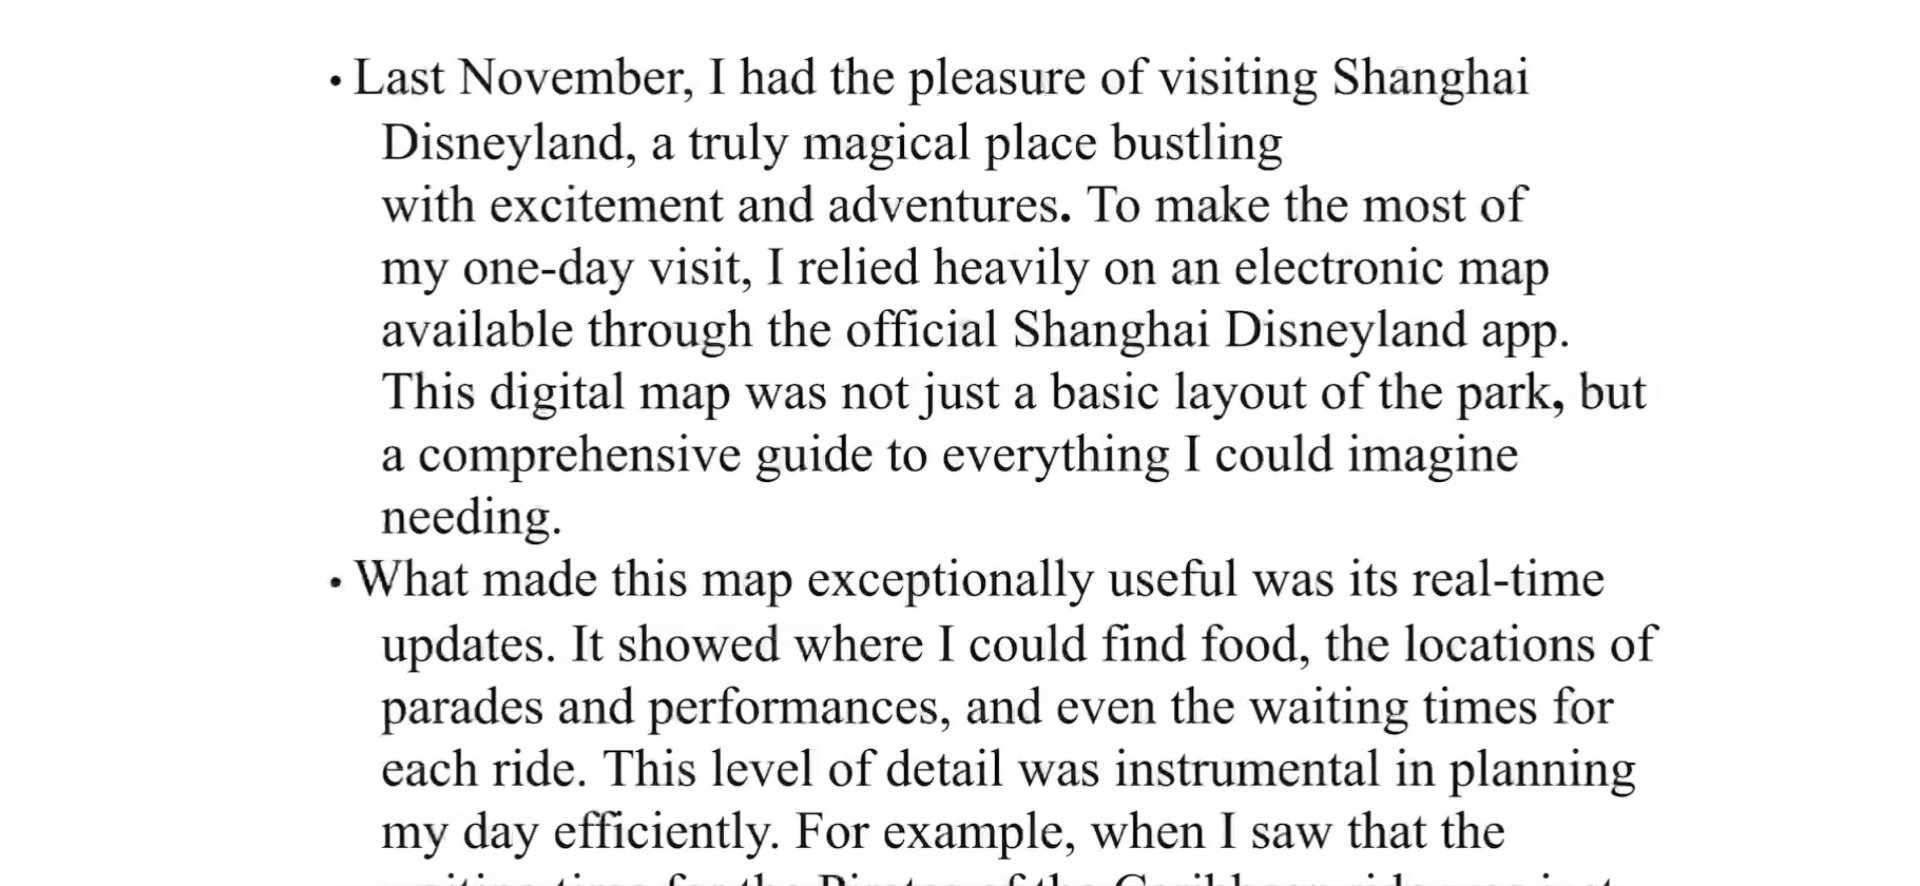 • Last November, I had the pleasure of visiting Shanghai
Disneyland, a truly magical place bustling
with excitement and adventures. To make the most of
my one-day visit, I relied heavily on an electronic map
available through the official Shanghai Disneyland app.
This digital map was not just a basic layout of the park, but
a comprehensive guide to everything I could imagine
needing.
• What made this map exceptionally useful was its real-time
updates. It showed where I could find food, the locations of
parades and performances, and even the waiting times for
each ride. This level of detail was instrumental in planning
my day efficiently. For example, when I saw that the